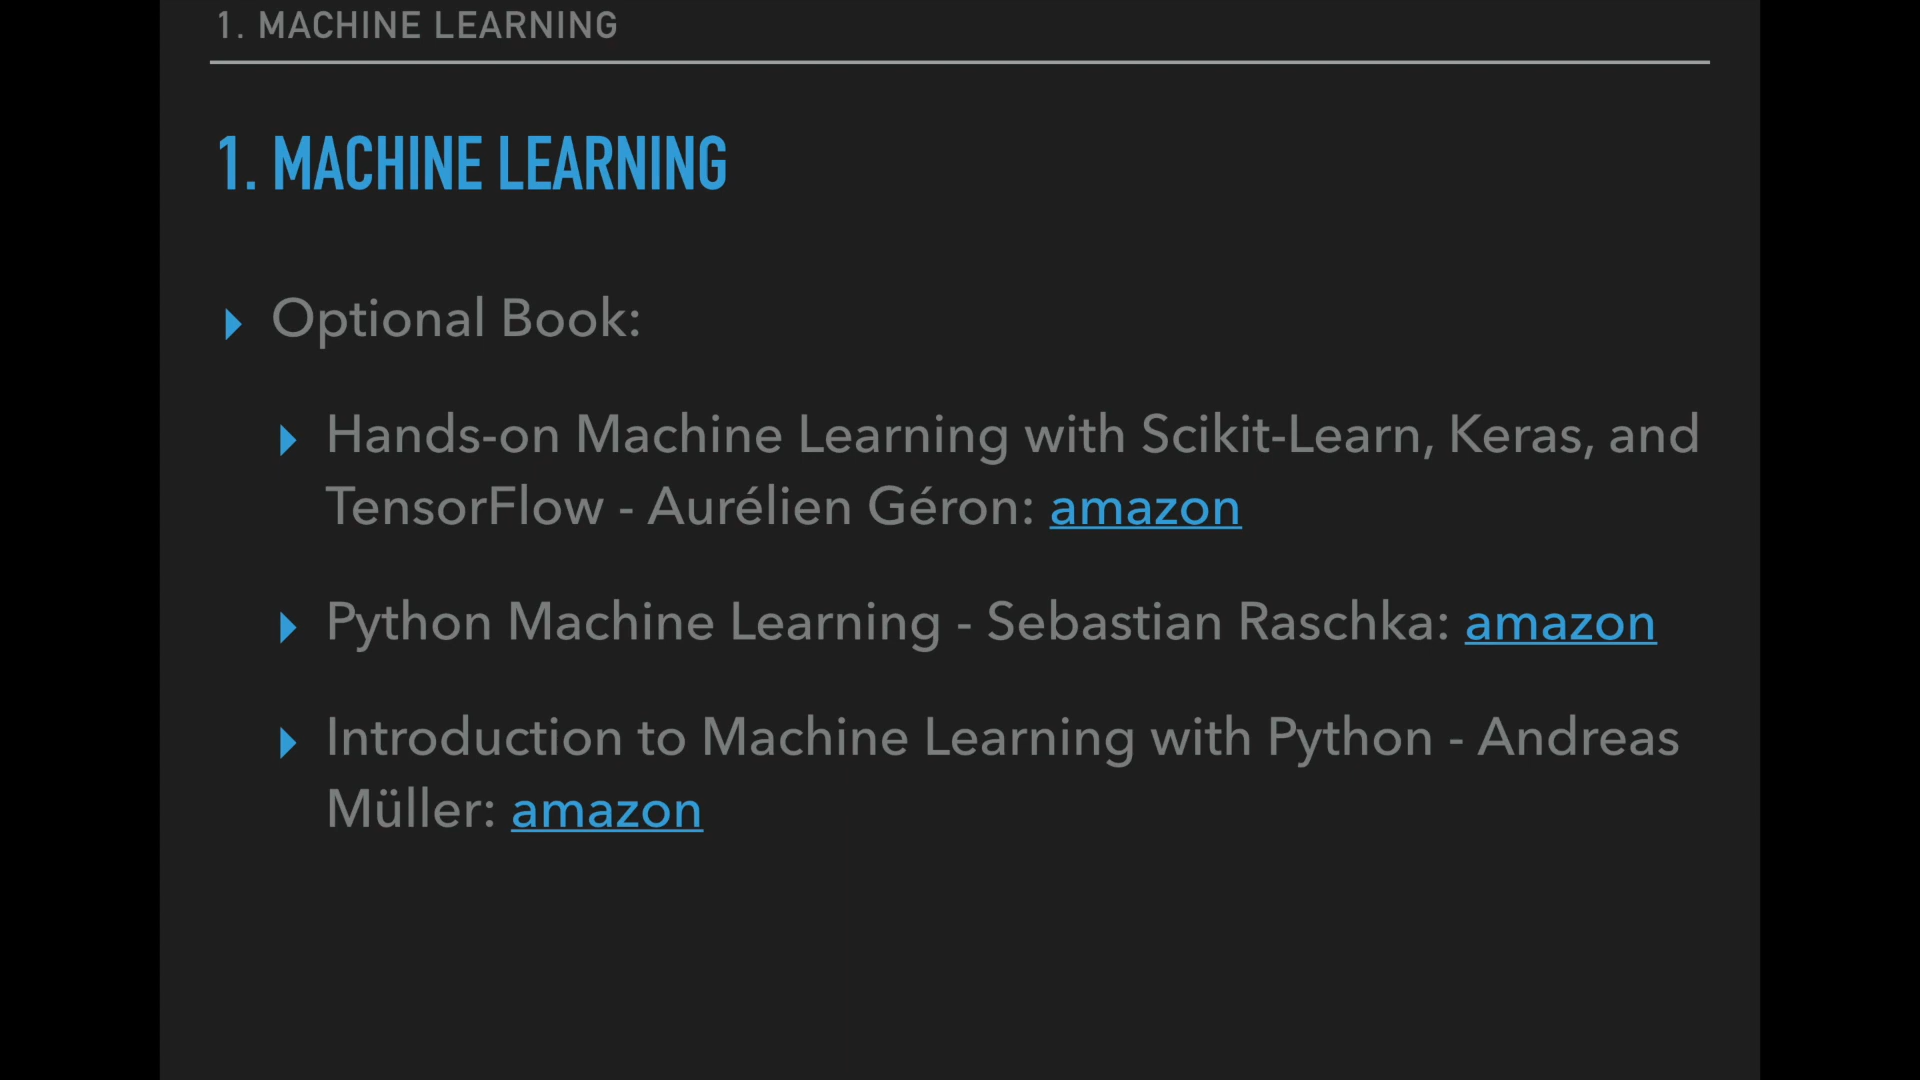 1. MACHINE LEARNING
1. MACHINE LEARNING
Optional Book:
Hands-on Machine Learning with Scikit-Learn, Keras, and
TensorFlow - Aurélien Géron: amazon
Python Machine Learning - Sebastian Raschka: amazon
Introduction to Machine Learning with Python - Andreas
Müller: amazon